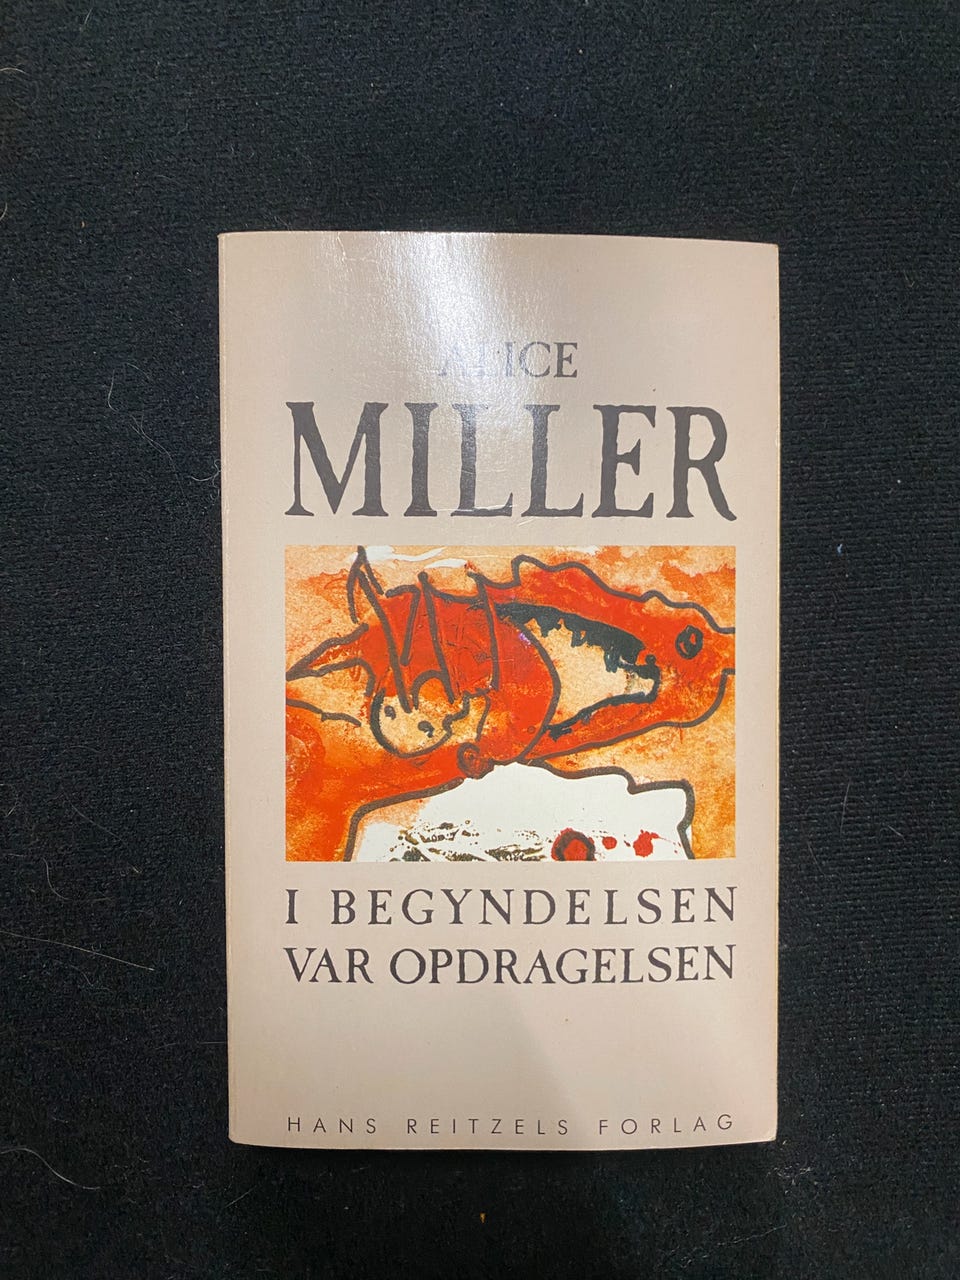 ALICE
MILLER
I BEGYNDELSEN
VAR OPDRAGELSEN
HANS REITZELS FORLAG